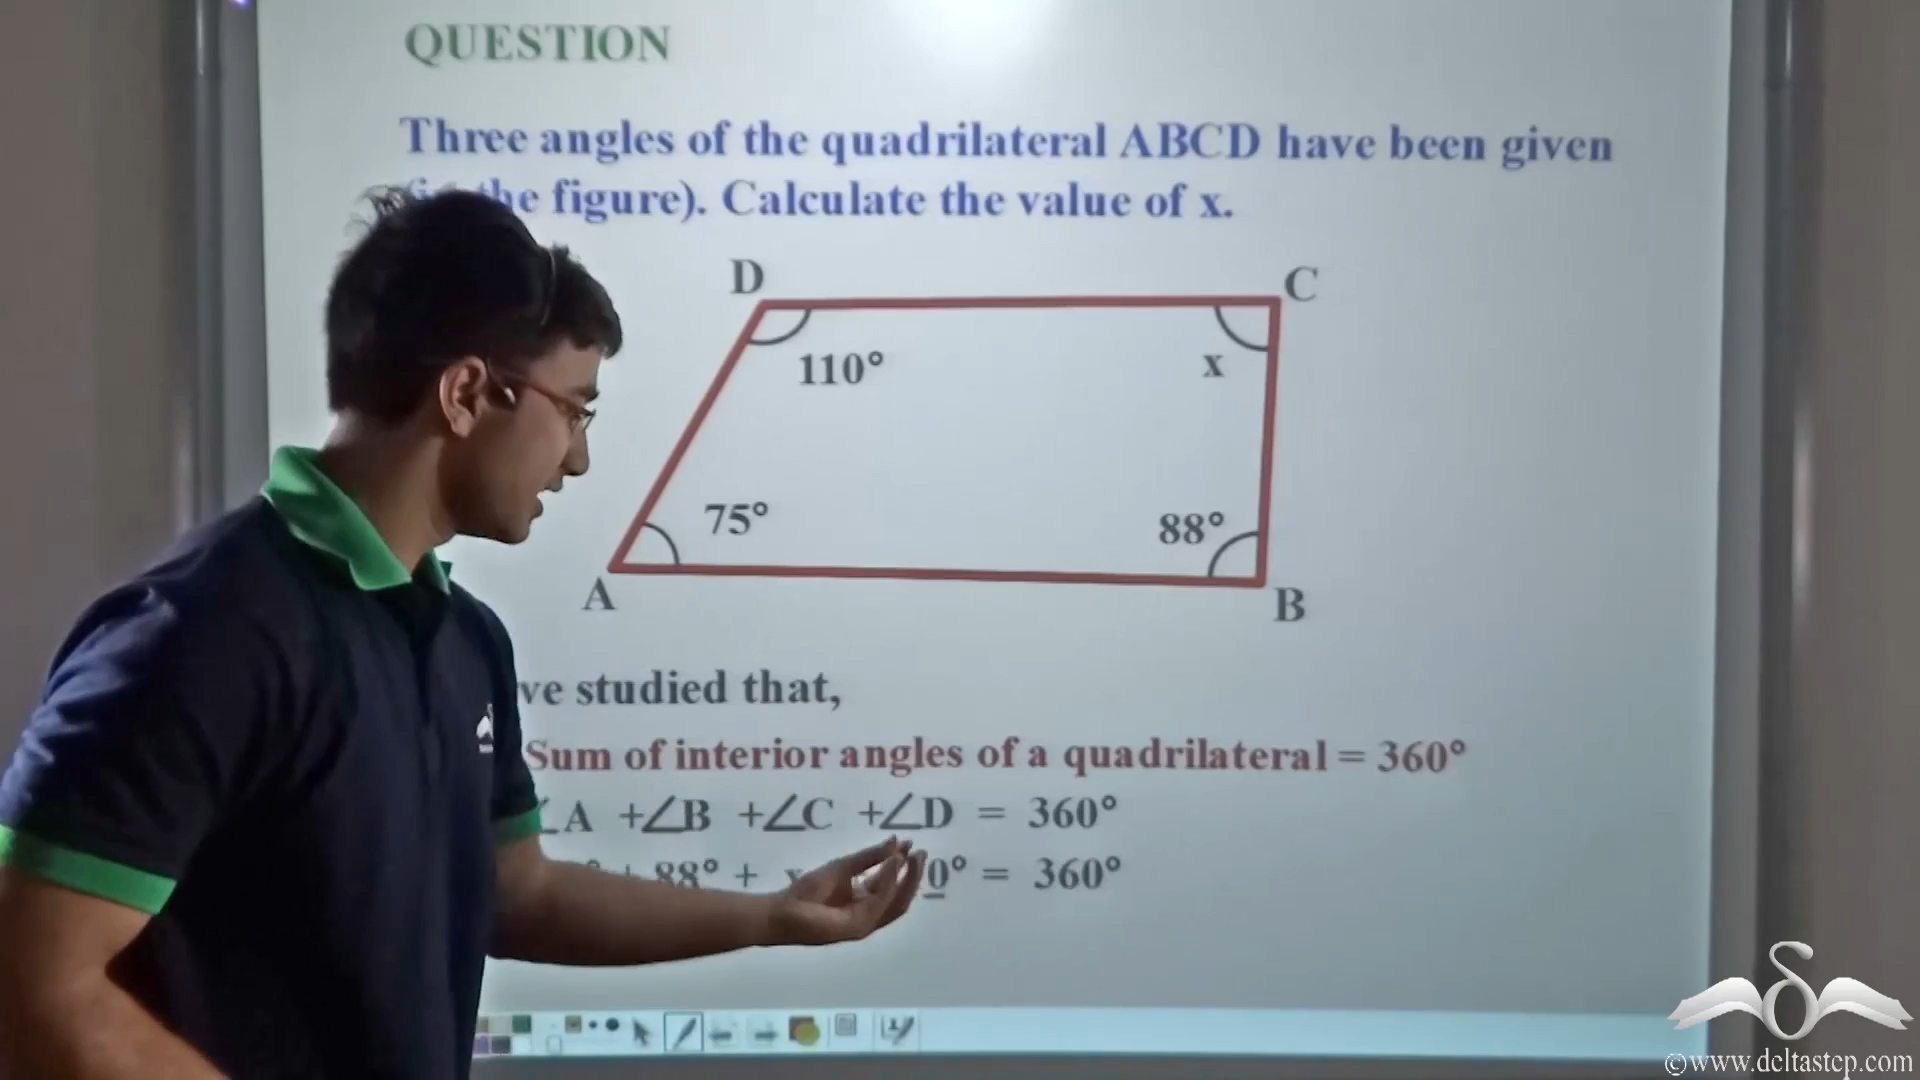 QUESTION
Three angles of the quadrilateral ABCD have been given
the figure). Calculate the value of x.
D
C
110°
x
75°
88°
A
B
ve studied that,
Sum of interior angles of a quadrilateral = 360°
∠A +∠B +∠C +∠D = 360°
+ 88° + x 0° = 360°
©www.deltastep.com